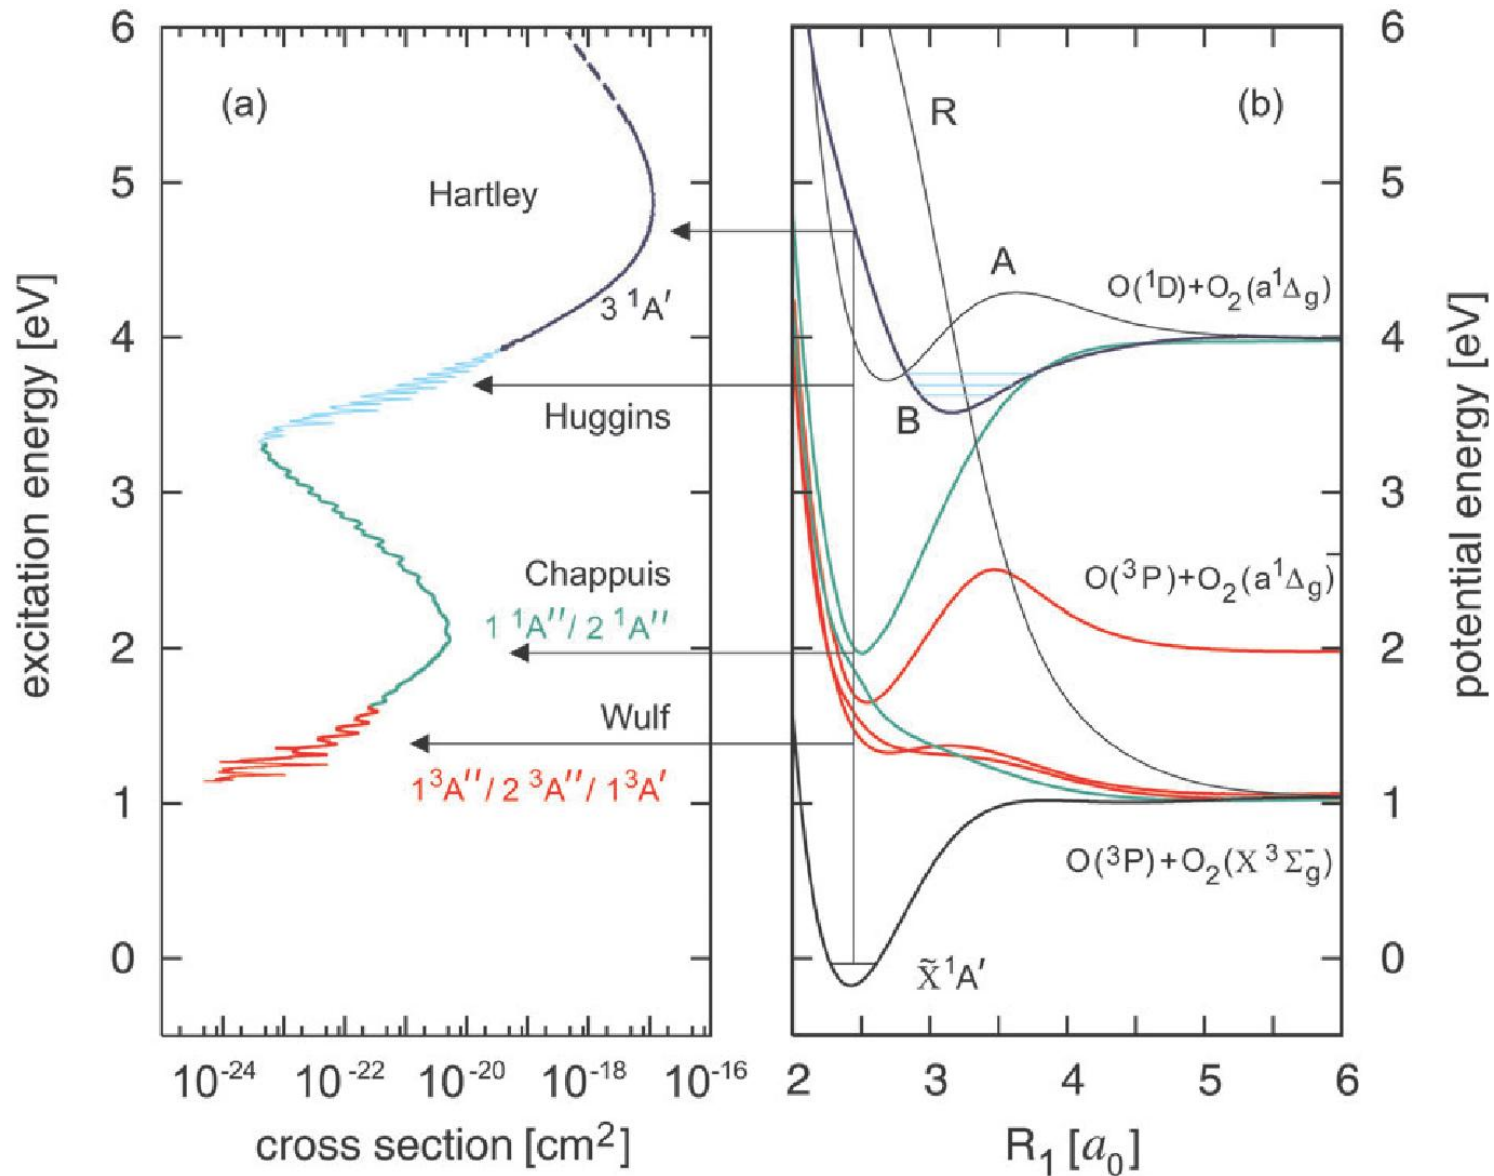 6
5
4
3
2
1
0
excitation energy [eV]
(a)
Hartley
3 ¹A′
Huggins
Chappuis
1 ¹A′′/ 2 ¹A′′
Wulf
1³A′′/ 2 ³A′′/ 1³A′
10⁻²⁴ 10⁻²² 10⁻²⁰ 10⁻¹⁸ 10⁻¹⁶
cross section [cm²]
(b)
R
A
B
O(¹D)+O₂(a¹Δg)
O(³P)+O₂(a¹Δg)
O(³P)+O₂(X ³Σg⁻)
X̃ ¹A′
2 3 4 5 6
R₁ [a₀]
6
5
4
3
2
1
0
potential energy [eV]